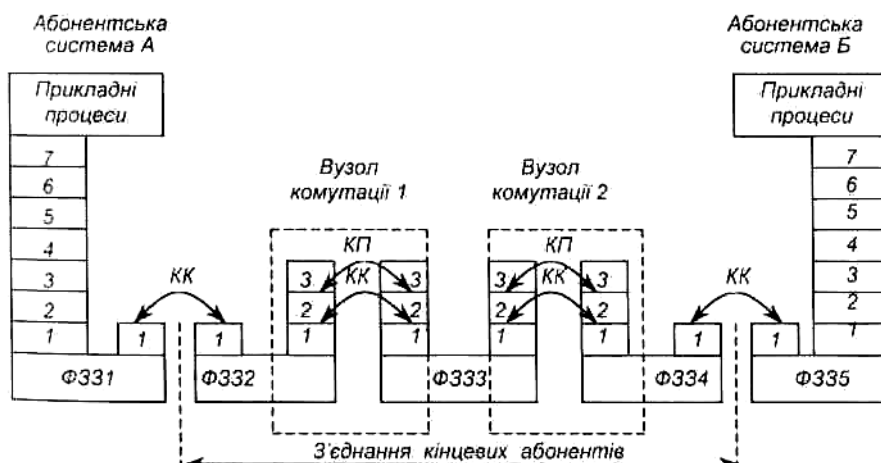 Абонентська
система А
Абонентська
система Б
Прикладні
процеси
Прикладні
процеси
7
6
5
4
3
2
1
7
6
5
4
3
2
1
Вузол
комутації 1
Вузол
комутації 2
КП
КК
КП
КК
КК
КК
3
2
1
3
2
1
3
2
1
3
2
1
1
1
1
1
ФЗЗ1
ФЗЗ2
ФЗЗ3
ФЗЗ4
ФЗЗ5
З'єднання кінцевих абонентів